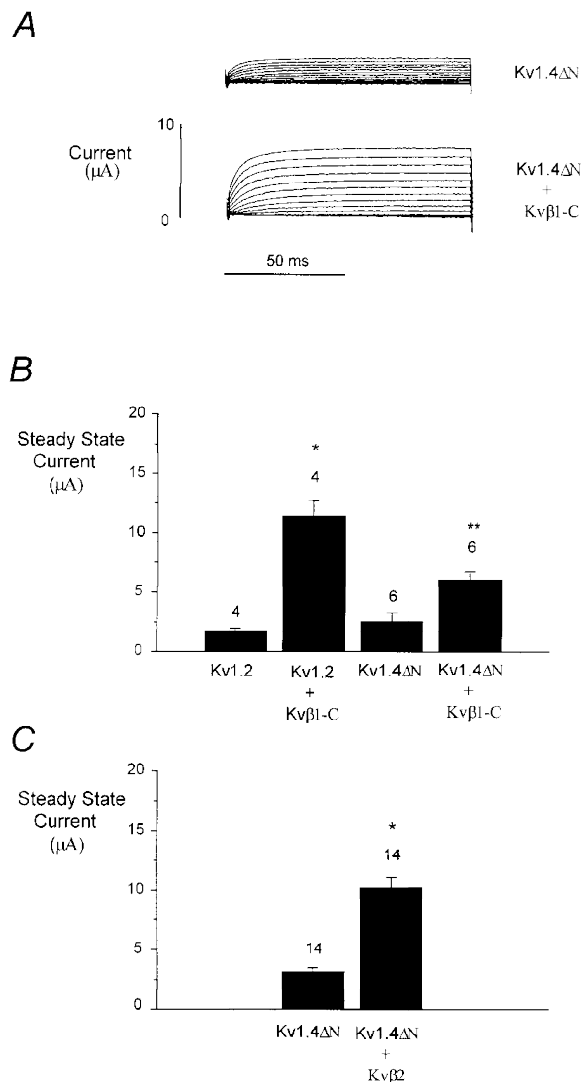 A
Kv1.4ΔN
10
Current
(μA)
0
Kv1.4ΔN
+
Kvβ1-C
50 ms
B
20
15
10
5
0
Steady State
Current
(μA)
4
*
4
6
**
6
Kv1.2
Kv1.2
+
Kvβ1-C
Kv1.4ΔN
Kv1.4ΔN
+
Kvβ1-C
C
20
15
10
5
0
Steady State
Current
(μA)
14
*
14
Kv1.4ΔN
Kv1.4ΔN
+
Kvβ2